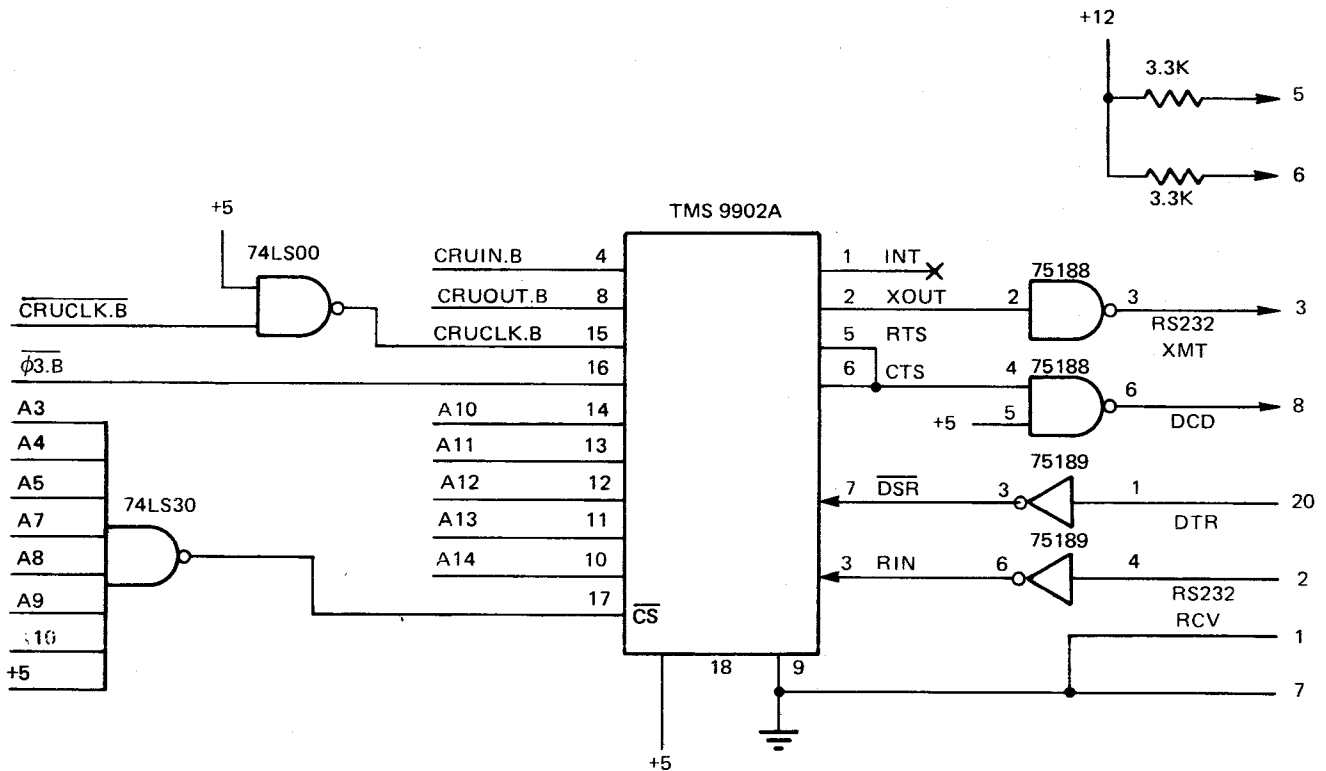 +12
3.3K
5
6
3.3K
TMS 9902A
+5
74LS00
CRUCLK.B
CRUIN.B 4
CRUOUT.B 8
CRUCLK.B 15
ϕ3.B 16
A3
A4
A5
A7
A8
A9
+5
74LS30
A10 14
A11 13
A12 12
A13 11
A14 10
17 CS
18 9
+5
1 INT
2 XOUT 2 75188 3 3
RS232
XMT
5 RTS
6 CTS 4 75188 6 8
+5 5
DCD
7 DSR 3 75189 1 20
DTR
3 RIN 6 75189 4 2
RS232
RCV
1
7